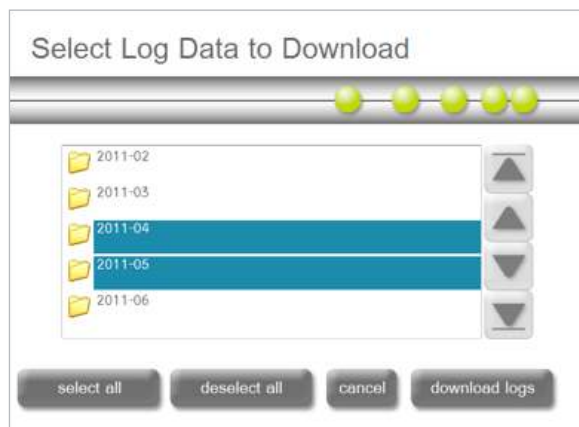 Select Log Data to Download
2011-02
2011-03
2011-04
2011-05
2011-06
select all deselect all cancel download logs